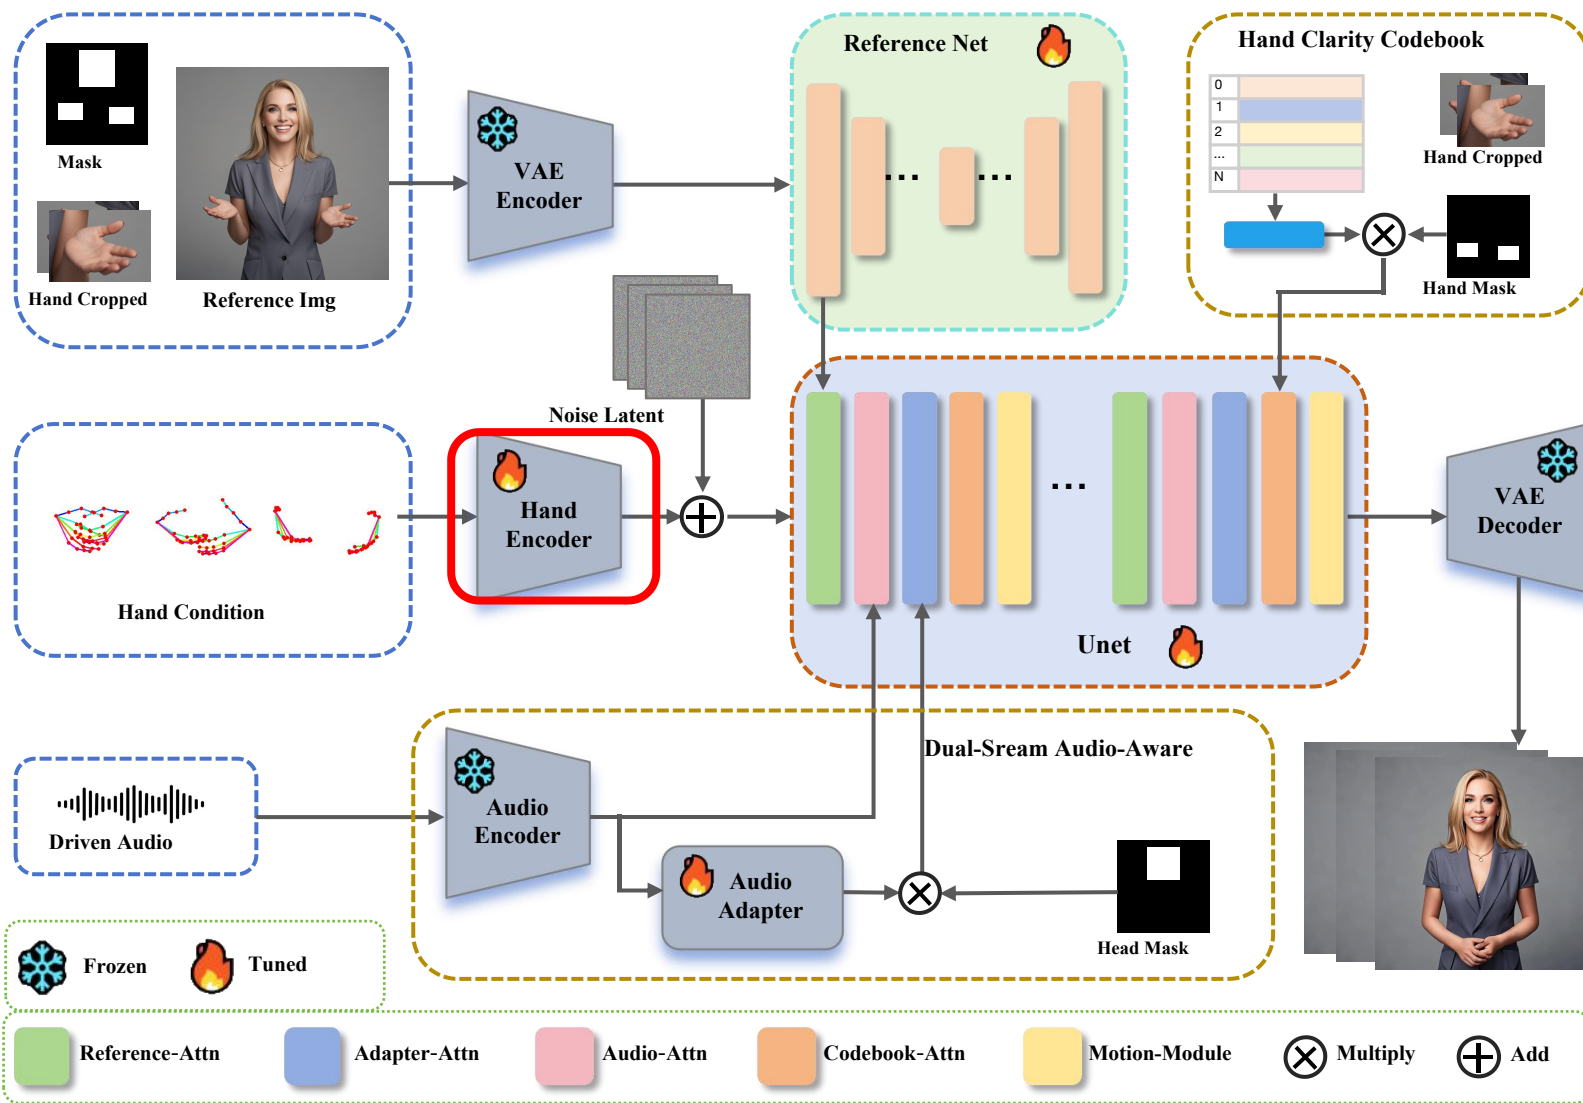 Mask
Hand Cropped
Reference Img
VAE
Encoder
Reference Net
Hand Clarity Codebook
0
1
2
...
N
Hand Cropped
Hand Mask
Noise Latent
Hand Condition
Hand
Encoder
...
Unet
VAE
Decoder
Driven Audio
Audio
Encoder
Dual-Sream Audio-Aware
Audio
Adapter
Head Mask
Frozen
Tuned
Reference-Attn
Adapter-Attn
Audio-Attn
Codebook-Attn
Motion-Module
Multiply
Add